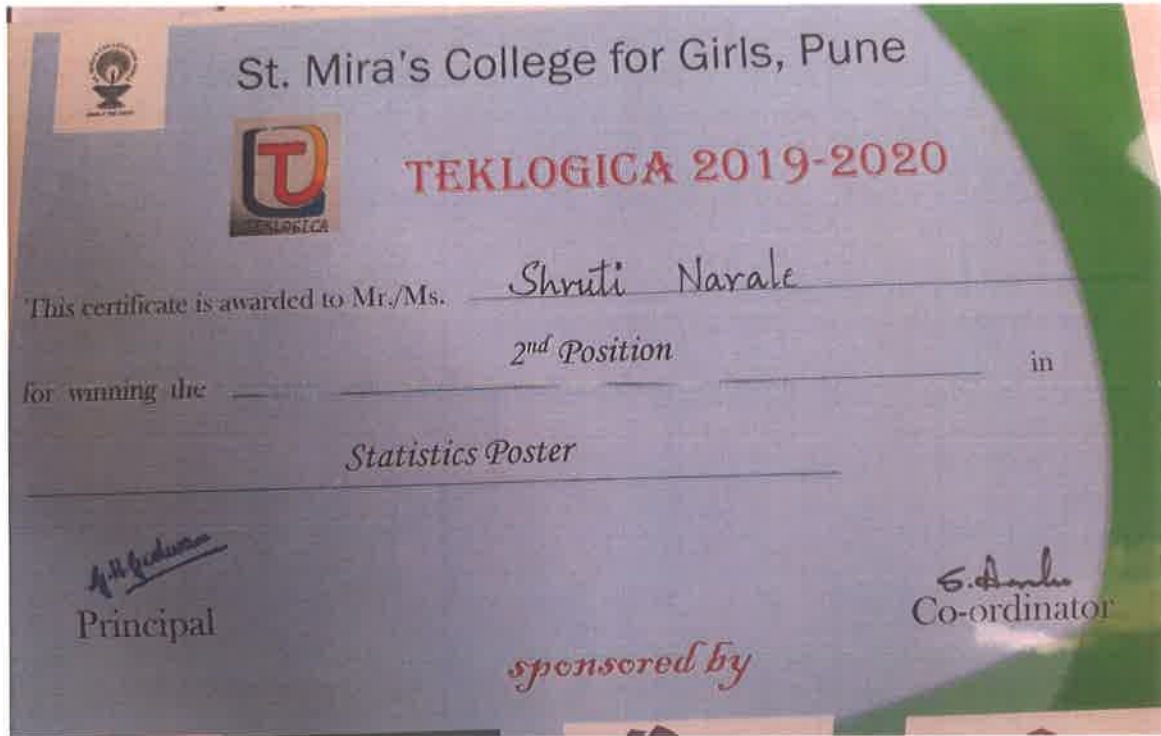 St. Mira's College for Girls, Pune
TEKLOGICA
TEKLOGICA 2019-2020
This certificate is awarded to Mr./Ms. Shruti Narale
for winning the 2nd Position in
Statistics Poster
Principal
Co-ordinator
sponsored by